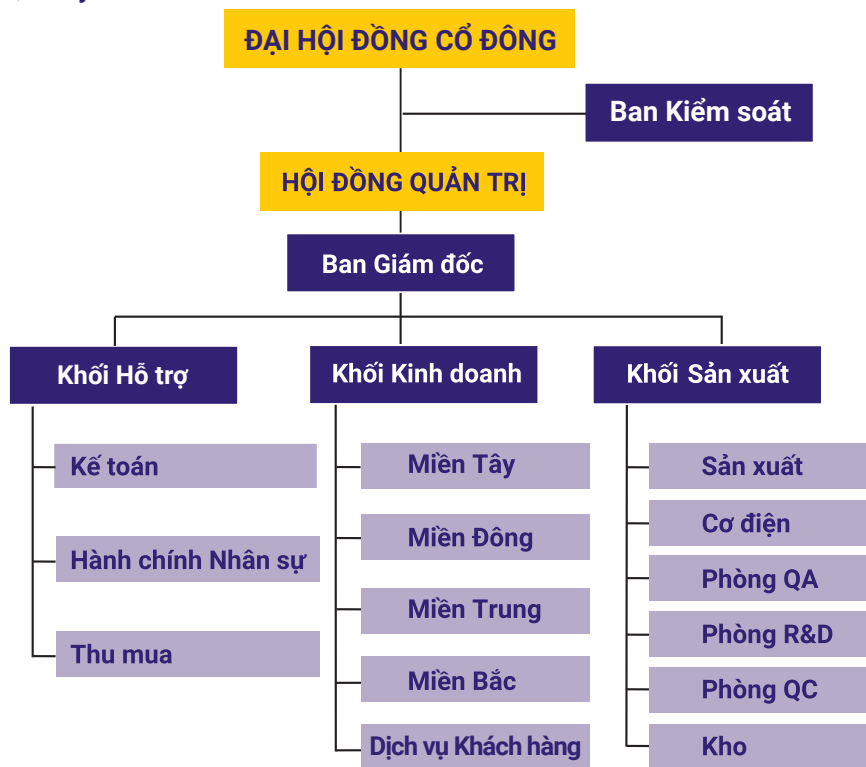 ĐẠI HỘI ĐỒNG CỔ ĐÔNG
Ban Kiểm soát
HỘI ĐỒNG QUẢN TRỊ
Ban Giám đốc
Khối Hỗ trợ
Kế toán
Hành chính Nhân sự
Thu mua
Khối Kinh doanh
Miền Tây
Miền Đông
Miền Trung
Miền Bắc
Dịch vụ Khách hàng
Khối Sản xuất
Sản xuất
Cơ điện
Phòng QA
Phòng R&D
Phòng QC
Kho